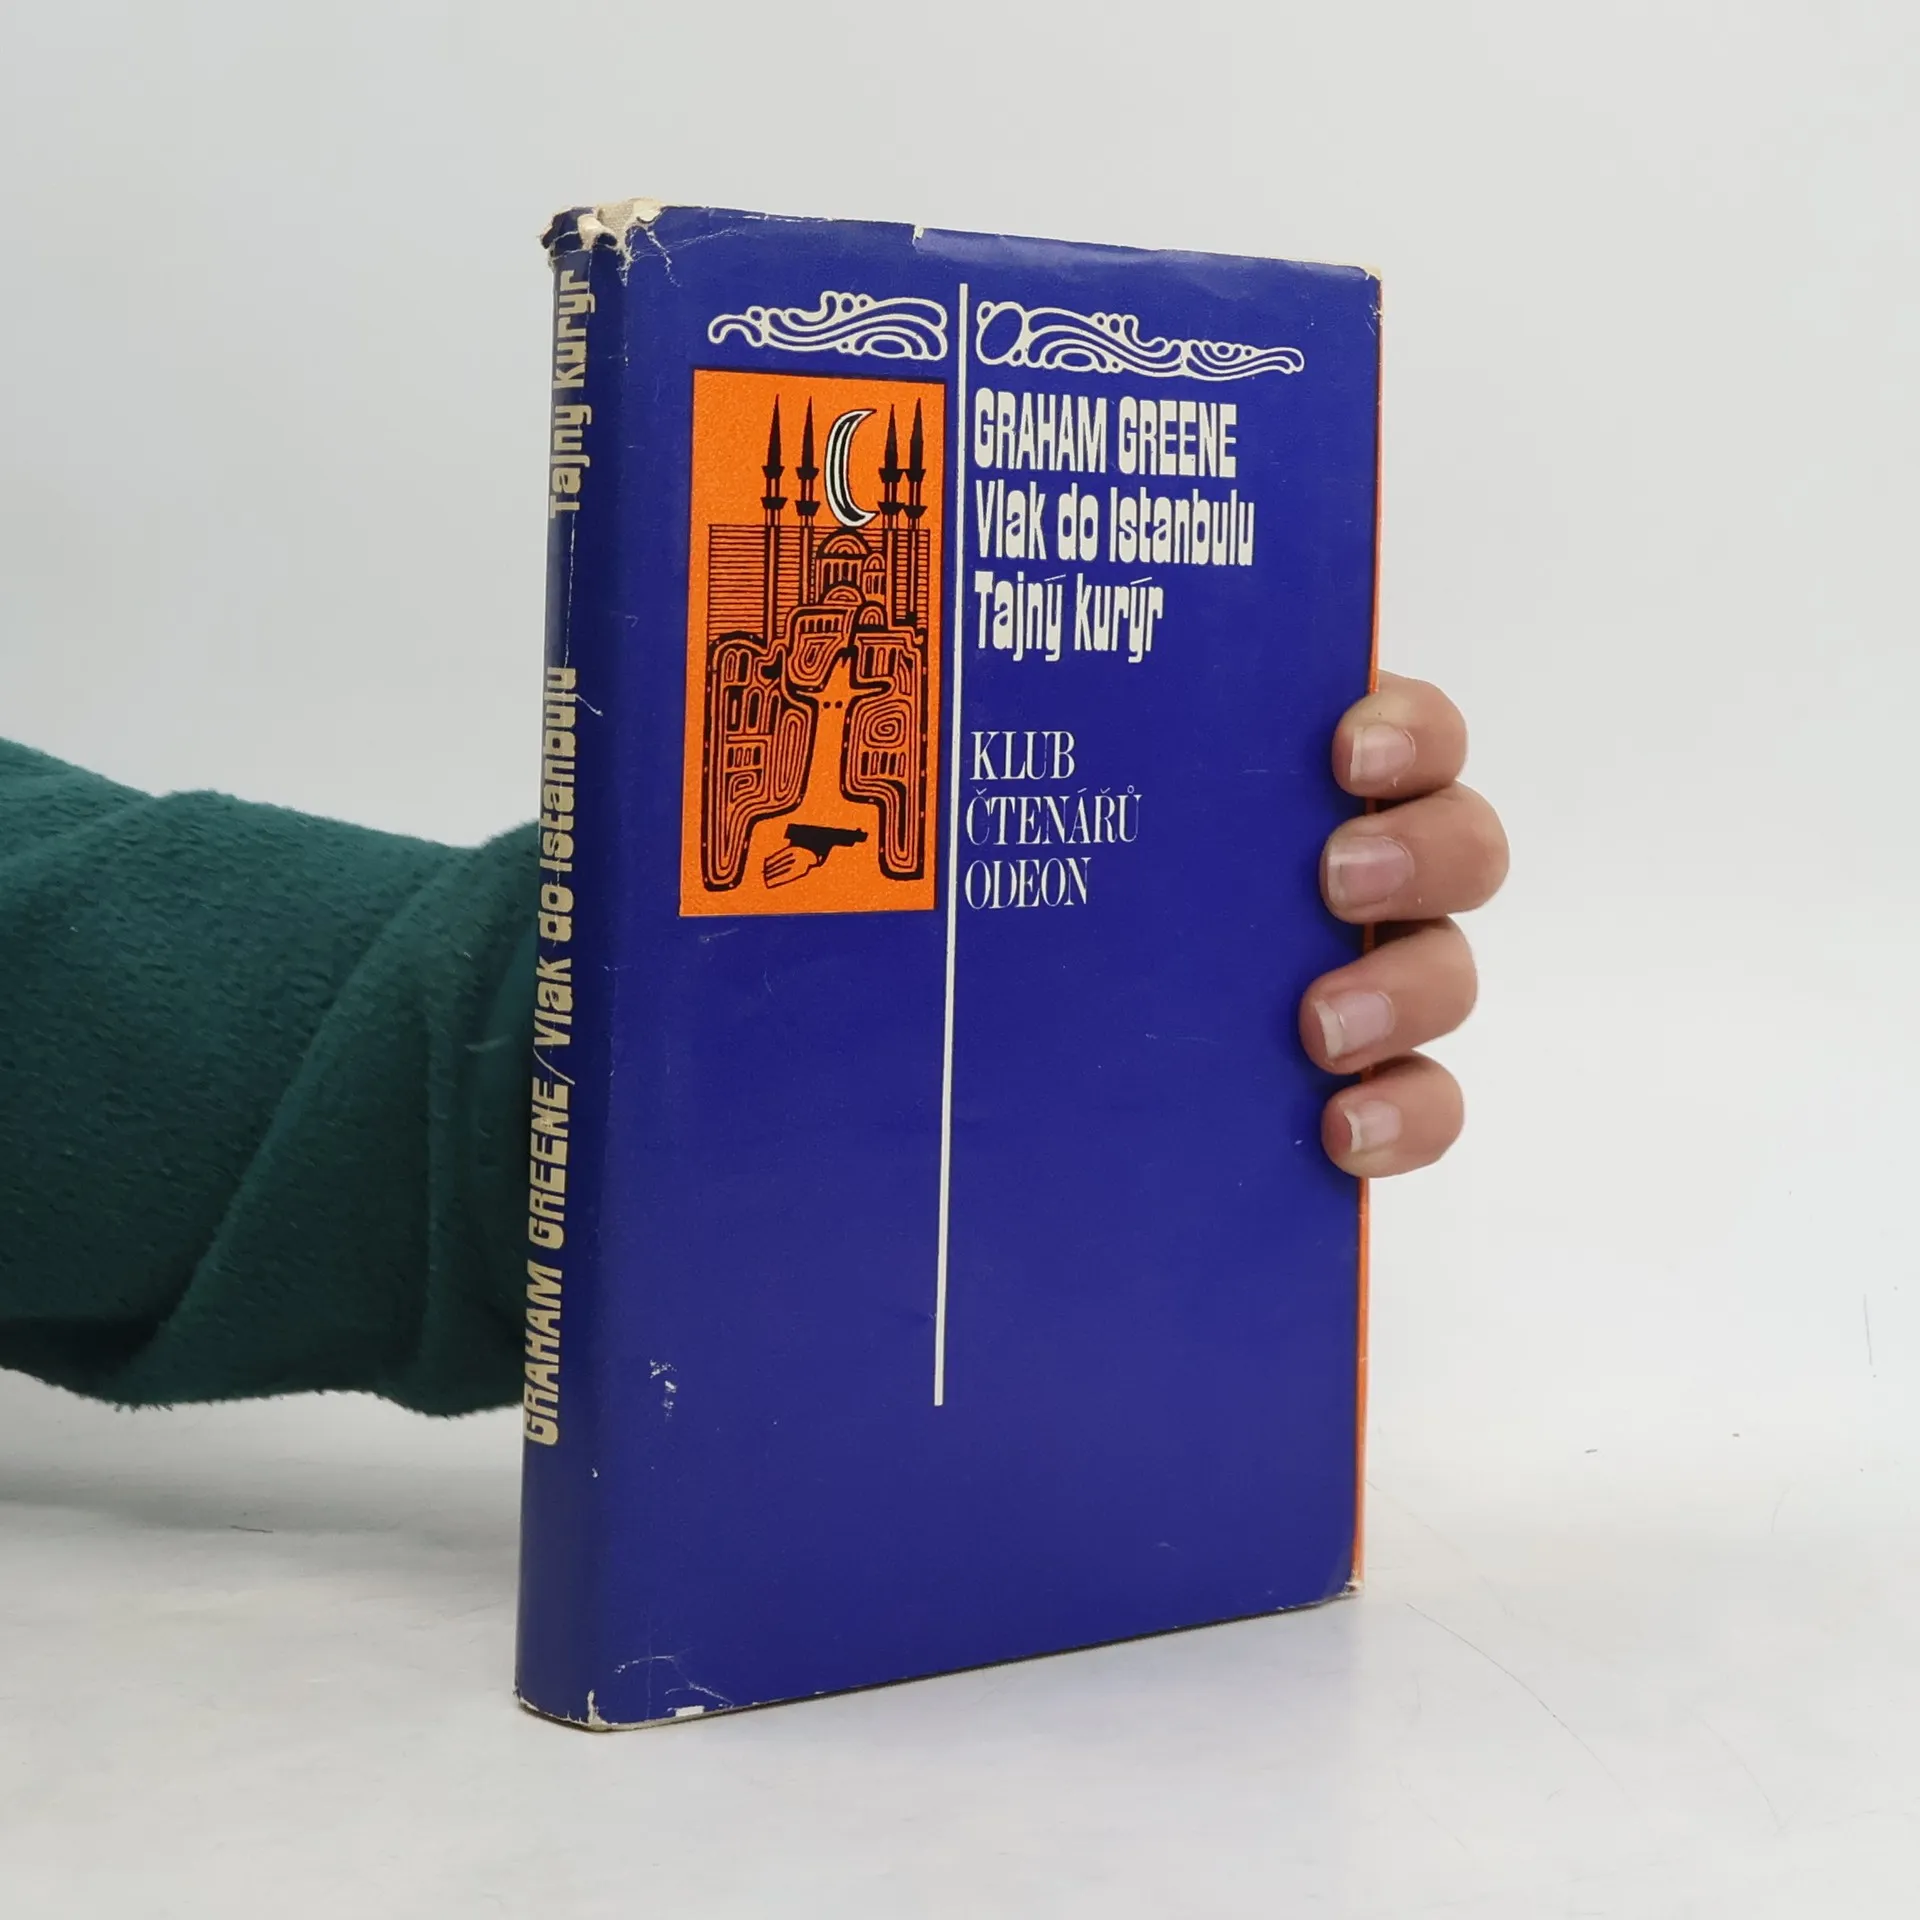 GRAHAM GREENE/Vlak do Istanbulu Tajný kurýr
GRAHAM GREENE
Vlak do Istanbulu
Tajný kurýr
KLUB
ČTENÁŘŮ
ODEON